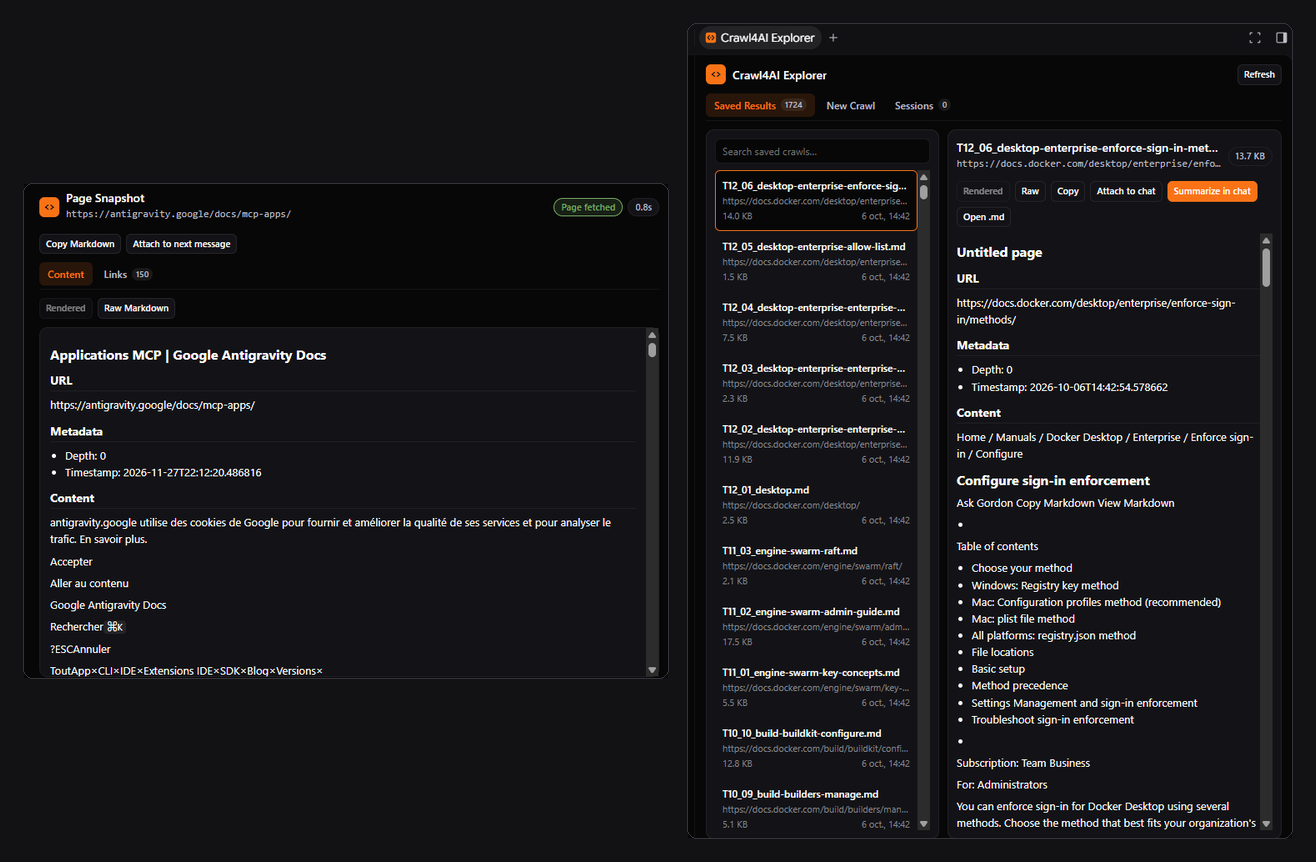 Page Snapshot
https://antigravity.google/docs/mcp-apps/
Page fetched
0.8s
Copy Markdown
Attach to next message
Content
Links 150
Rendered
Raw Markdown
Applications MCP | Google Antigravity Docs
URL
https://antigravity.google/docs/mcp-apps/
Metadata
• Depth: 0
• Timestamp: 2026-11-27T22:12:20.486816
Content
antigravity.google utilise des cookies de Google pour fournir et améliorer la qualité de ses services et pour analyser le
trafic. En savoir plus.
Accepter
Aller au contenu
Google Antigravity Docs
Rechercher ⌘K
?ESCAnnuler
ToutApp×CLI×IDE×Extensions IDE×SDK×Blog×Versions×
Crawl4AI Explorer +
Crawl4AI Explorer
Refresh
Saved Results 1724
New Crawl
Sessions 0
Search saved crawls...
T12_06_desktop-enterprise-enforce-sig...
https://docs.docker.com/desktop/enterprise...
14.0 KB 6 oct., 14:42
T12_05_desktop-enterprise-allow-list.md
https://docs.docker.com/desktop/enterprise...
1.5 KB 6 oct., 14:42
T12_04_desktop-enterprise-enterprise-...
https://docs.docker.com/desktop/enterprise...
7.5 KB 6 oct., 14:42
T12_03_desktop-enterprise-enterprise-...
https://docs.docker.com/desktop/enterprise...
2.3 KB 6 oct., 14:42
T12_02_desktop-enterprise-enterprise-...
https://docs.docker.com/desktop/enterprise...
11.9 KB 6 oct., 14:42
T12_01_desktop.md
https://docs.docker.com/desktop/
2.5 KB 6 oct., 14:42
T11_03_engine-swarm-raft.md
https://docs.docker.com/engine/swarm/raft/
2.1 KB 6 oct., 14:42
T11_02_engine-swarm-admin-guide.md
https://docs.docker.com/engine/swarm/adm...
17.5 KB 6 oct., 14:42
T11_01_engine-swarm-key-concepts.md
https://docs.docker.com/engine/swarm/key-...
5.5 KB 6 oct., 14:42
T10_10_build-buildkit-configure.md
https://docs.docker.com/build/buildkit/confi...
12.8 KB 6 oct., 14:42
T10_09_build-builders-manage.md
https://docs.docker.com/build/builders/man...
5.1 KB 6 oct., 14:42
T12_06_desktop-enterprise-enforce-sign-in-met...
https://docs.docker.com/desktop/enterprise/enfo...
13.7 KB
Rendered
Raw
Copy
Attach to chat
Summarize in chat
Open .md
Untitled page
URL
https://docs.docker.com/desktop/enterprise/enforce-sign-
in/methods/
Metadata
• Depth: 0
• Timestamp: 2026-10-06T14:42:54.578662
Content
Home / Manuals / Docker Desktop / Enterprise / Enforce sign-
in / Configure
Configure sign-in enforcement
Ask Gordon Copy Markdown View Markdown
•
Table of contents
• Choose your method
• Windows: Registry key method
• Mac: Configuration profiles method (recommended)
• Mac: plist file method
• All platforms: registry.json method
• File locations
• Basic setup
• Method precedence
• Settings Management and sign-in enforcement
• Troubleshoot sign-in enforcement
•
Subscription: Team Business
For: Administrators
You can enforce sign-in for Docker Desktop using several
methods. Choose the method that best fits your organization's